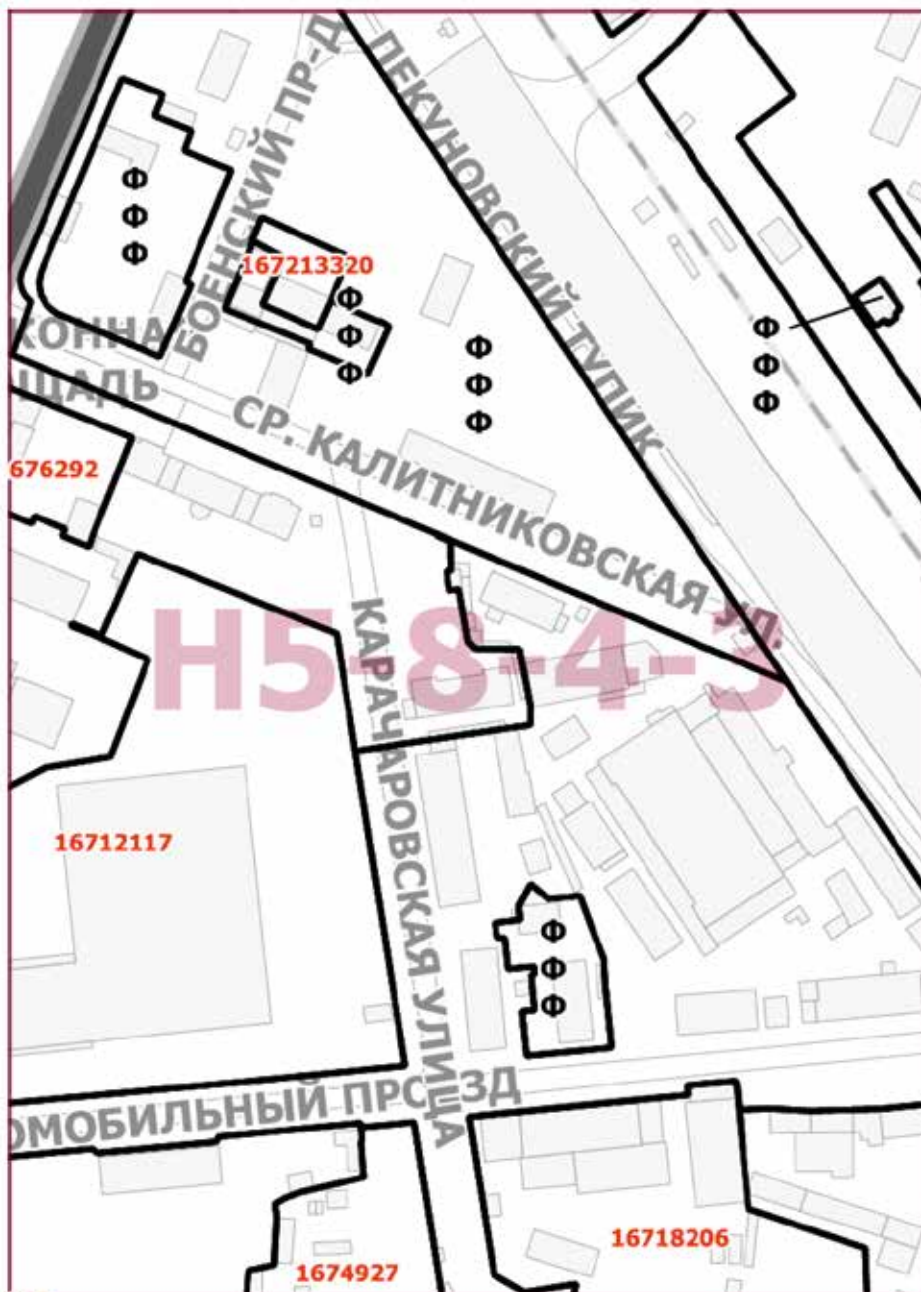 БОЕНСКИЙ ПР-Д
ПЕКУНОВСКИЙ ТУПИК
Ф
Ф
Ф
167213320
Ф
Ф
Ф
Ф
Ф
Ф
Ф
Ф
Ф
КОННА
ЩАДЬ
СР. КАЛИТНИКОВСКАЯ УЛ.
676292
Н5-8-4-3
КАРАЧАРОВСКАЯ УЛИЦА
16712117
Ф
Ф
Ф
ОМОБИЛЬНЫЙ ПРОЕЗД
16718206
1674927